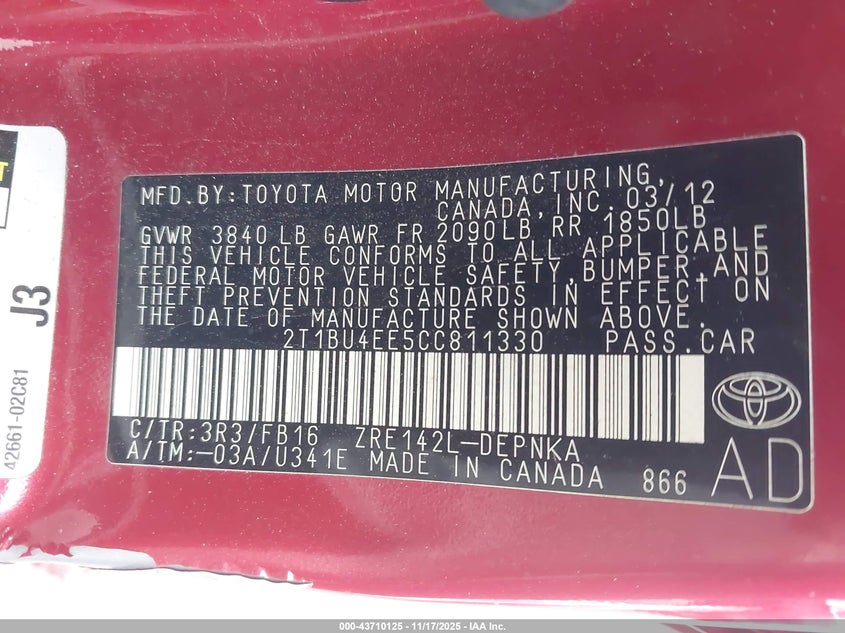 MFD.BY:TOYOTA MOTOR MANUFACTURING,
CANADA,INC. 03/12
GVWR 3840 LB GAWR FR 2090LB RR 1850LB
THIS VEHICLE CONFORMS TO ALL APPLICABLE
FEDERAL MOTOR VEHICLE SAFETY,BUMPER,AND
THEFT PREVENTION STANDARDS IN EFFECT ON
THE DATE OF MANUFACTURE SHOWN ABOVE.
2T1BU4EE5CC811330 PASS.CAR
C/TR:3R3/FB16 ZRE142L-DEPNKA
A/TM:-03A/U341E MADE IN CANADA 866
AD
J3
42661-02C81
000-43710125 - 11/17/2025 - IAA Inc.